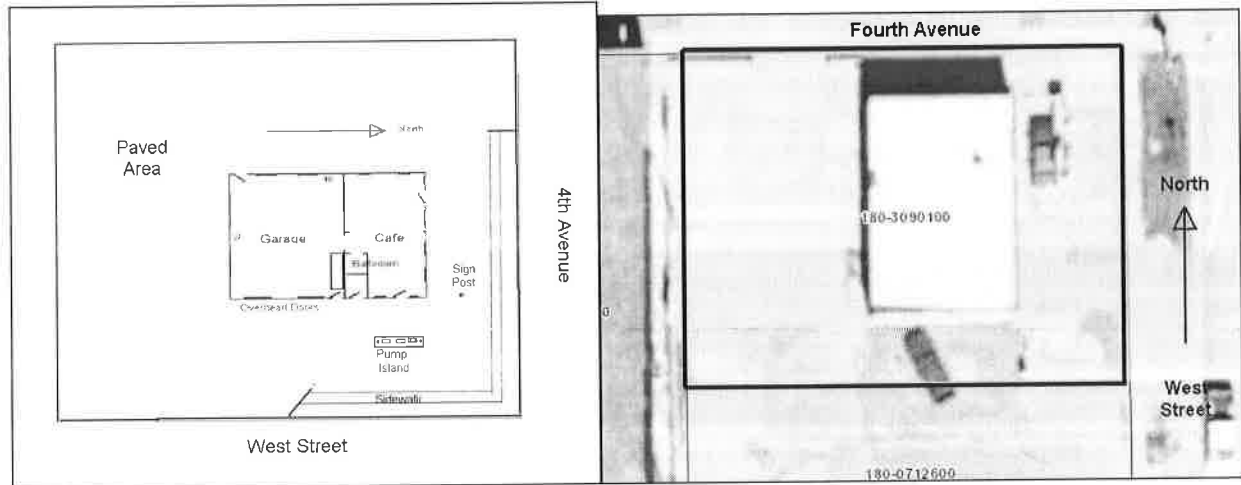 Paved
Area
North
4th Avenue
Garage
Cafe
Bathroom
Sign
Post
Overhead Doors
Pump
Island
Sidewalk
West Street
Fourth Avenue
180-3090100
North
West
Street
180-0712600